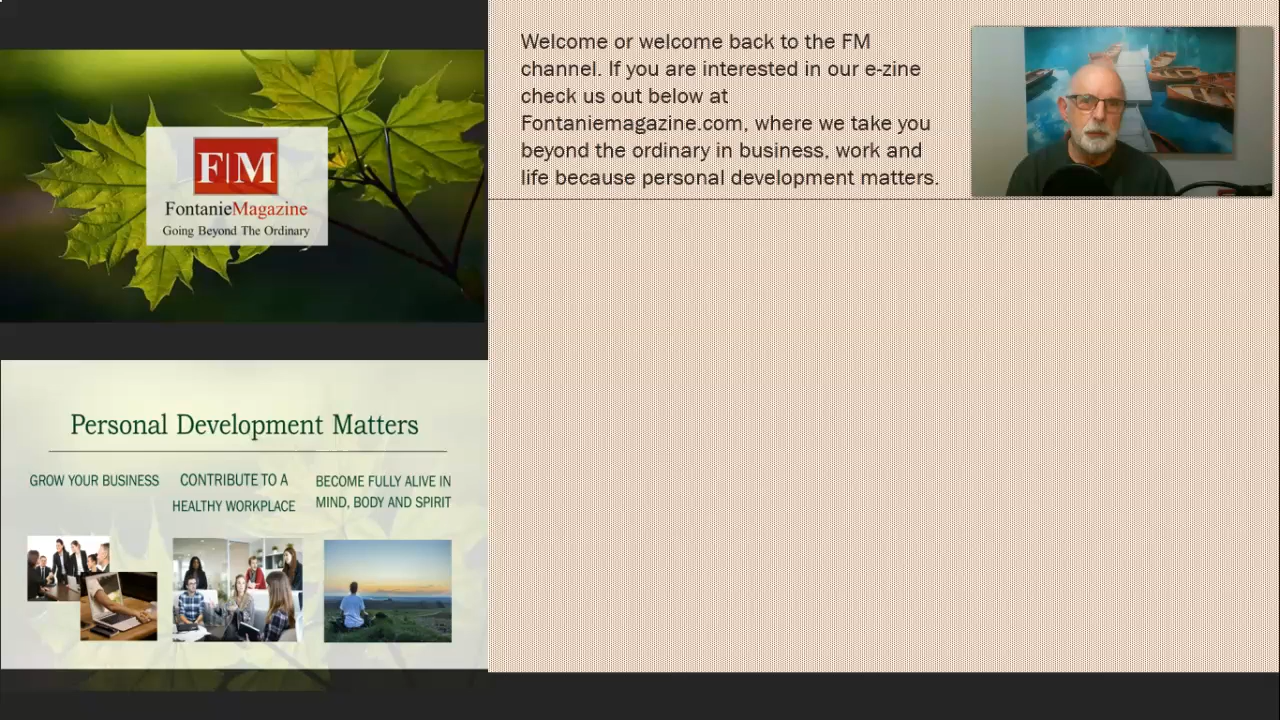 F|M
FontanieMagazine
Going Beyond The Ordinary
Personal Development Matters
GROW YOUR BUSINESS
CONTRIBUTE TO A
HEALTHY WORKPLACE
BECOME FULLY ALIVE IN
MIND, BODY AND SPIRIT
Welcome or welcome back to the FM
channel. If you are interested in our e-zine
check us out below at
Fontaniemagazine.com, where we take you
beyond the ordinary in business, work and
life because personal development matters.